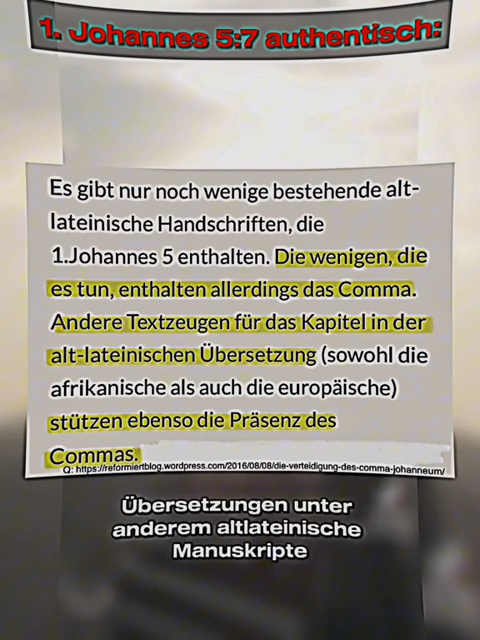 1. Johannes 5:7 authentisch:
Es gibt nur noch wenige bestehende alt-
lateinische Handschriften, die
1.Johannes 5 enthalten. Die wenigen, die
es tun, enthalten allerdings das Comma.
Andere Textzeugen für das Kapitel in der
alt-lateinischen Übersetzung (sowohl die
afrikanische als auch die europäische)
stützen ebenso die Präsenz des
Commas.
Q: https://reformiertblog.wordpress.com/2016/08/08/die-verteidigung-des-comma-johanneum/
Übersetzungen unter
anderem altlateinische
Manuskripte